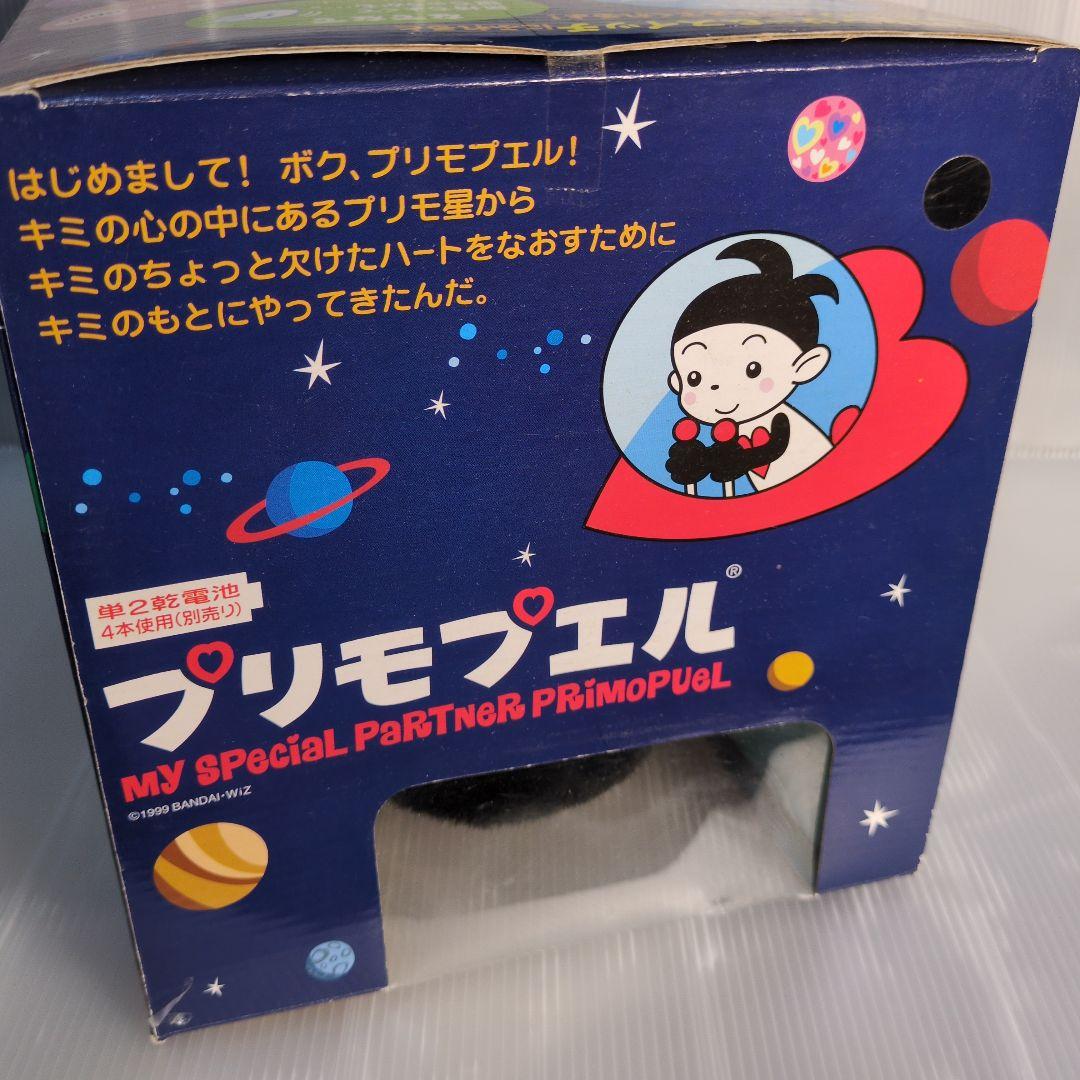 はじめまして! ボク、プリモプエル!
キミの心の中にあるプリモ星から
キミのちょっと欠けたハートをなおすために
キミのもとにやってきたんだ。
単2乾電池
4本使用(別売り)
プリモプエル®
MY SPECIAL PARTNER PRIMOPUEL
©1999 BANDAI・WiZ